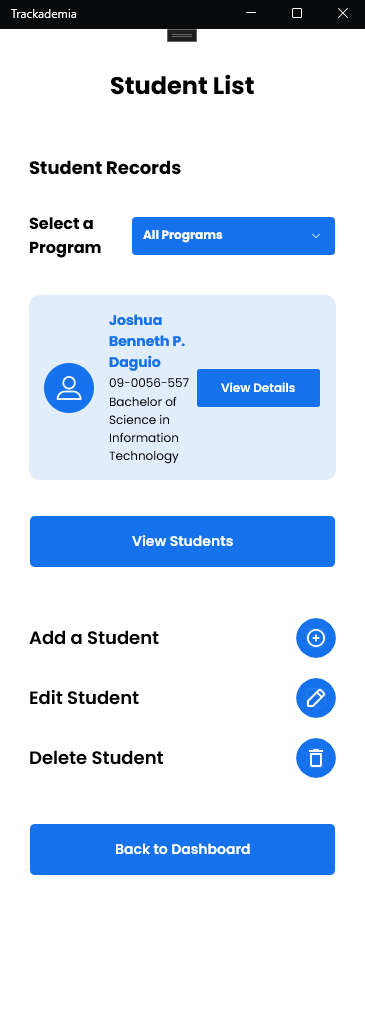 Trackademia
Student List
Student Records
Select a
Program
All Programs
Joshua
Benneth P.
Daguio
09-0056-557
Bachelor of
Science in
Information
Technology
View Details
View Students
Add a Student
Edit Student
Delete Student
Back to Dashboard